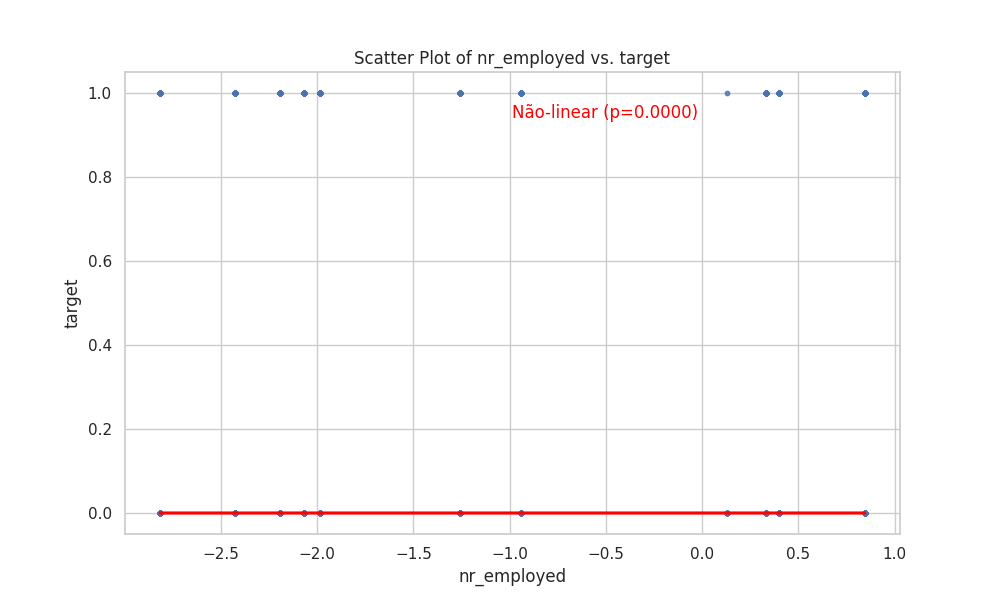 Scatter Plot of nr_employed vs. target
1.0
Não-linear (p=0.0000)
0.8
0.6
target
0.4
0.2
0.0
−2.5 −2.0 −1.5 −1.0 −0.5 0.0 0.5 1.0
nr_employed